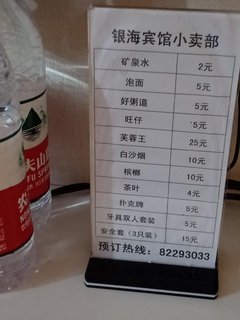 银海宾馆小卖部
矿泉水 2元
泡面 5元
好粥道 5元
旺仔 5元
芙蓉王 25元
白沙烟 10元
槟榔 10元
茶叶 4元
扑克牌 5元
牙具双人套装 5元
安全套（3只装） 15元
预订热线：82293033